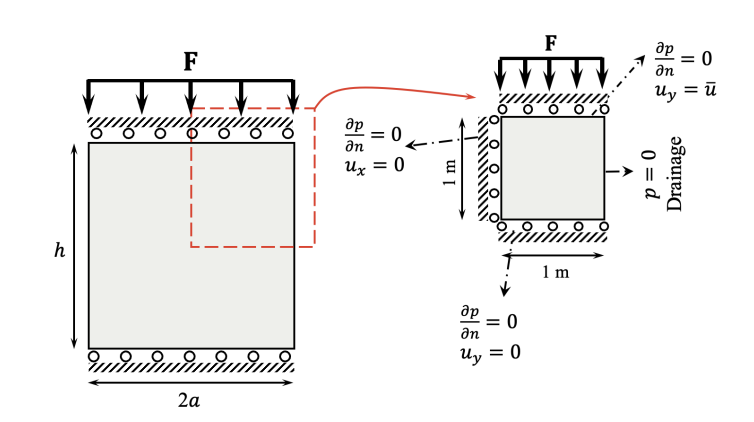 F
h
2a
F
∂p/∂n = 0
u_x = 0
1 m
1 m
∂p/∂n = 0
u_y = ū
p = 0
Drainage
∂p/∂n = 0
u_y = 0